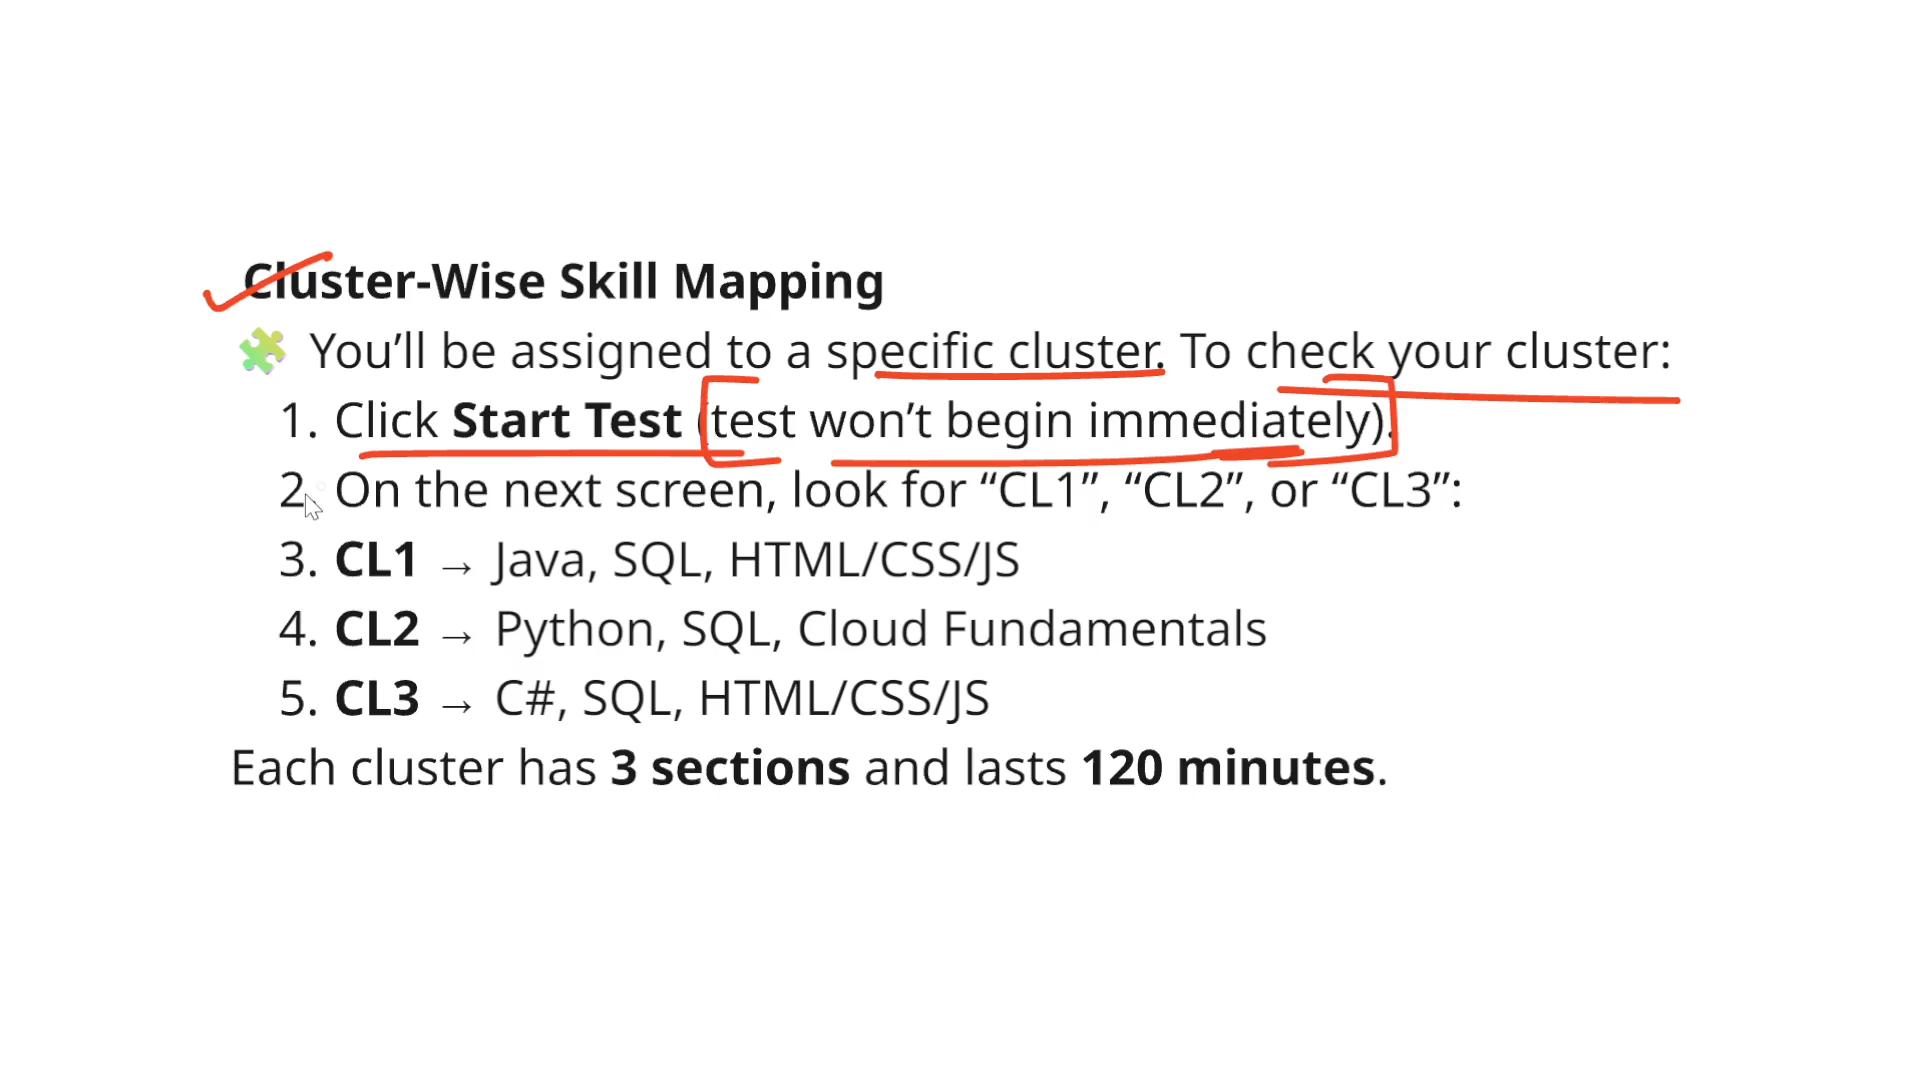 Cluster-Wise Skill Mapping
🧩 You’ll be assigned to a specific cluster. To check your cluster:
1. Click Start Test (test won’t begin immediately).
2. On the next screen, look for “CL1”, “CL2”, or “CL3”:
3. CL1 → Java, SQL, HTML/CSS/JS
4. CL2 → Python, SQL, Cloud Fundamentals
5. CL3 → C#, SQL, HTML/CSS/JS
Each cluster has 3 sections and lasts 120 minutes.